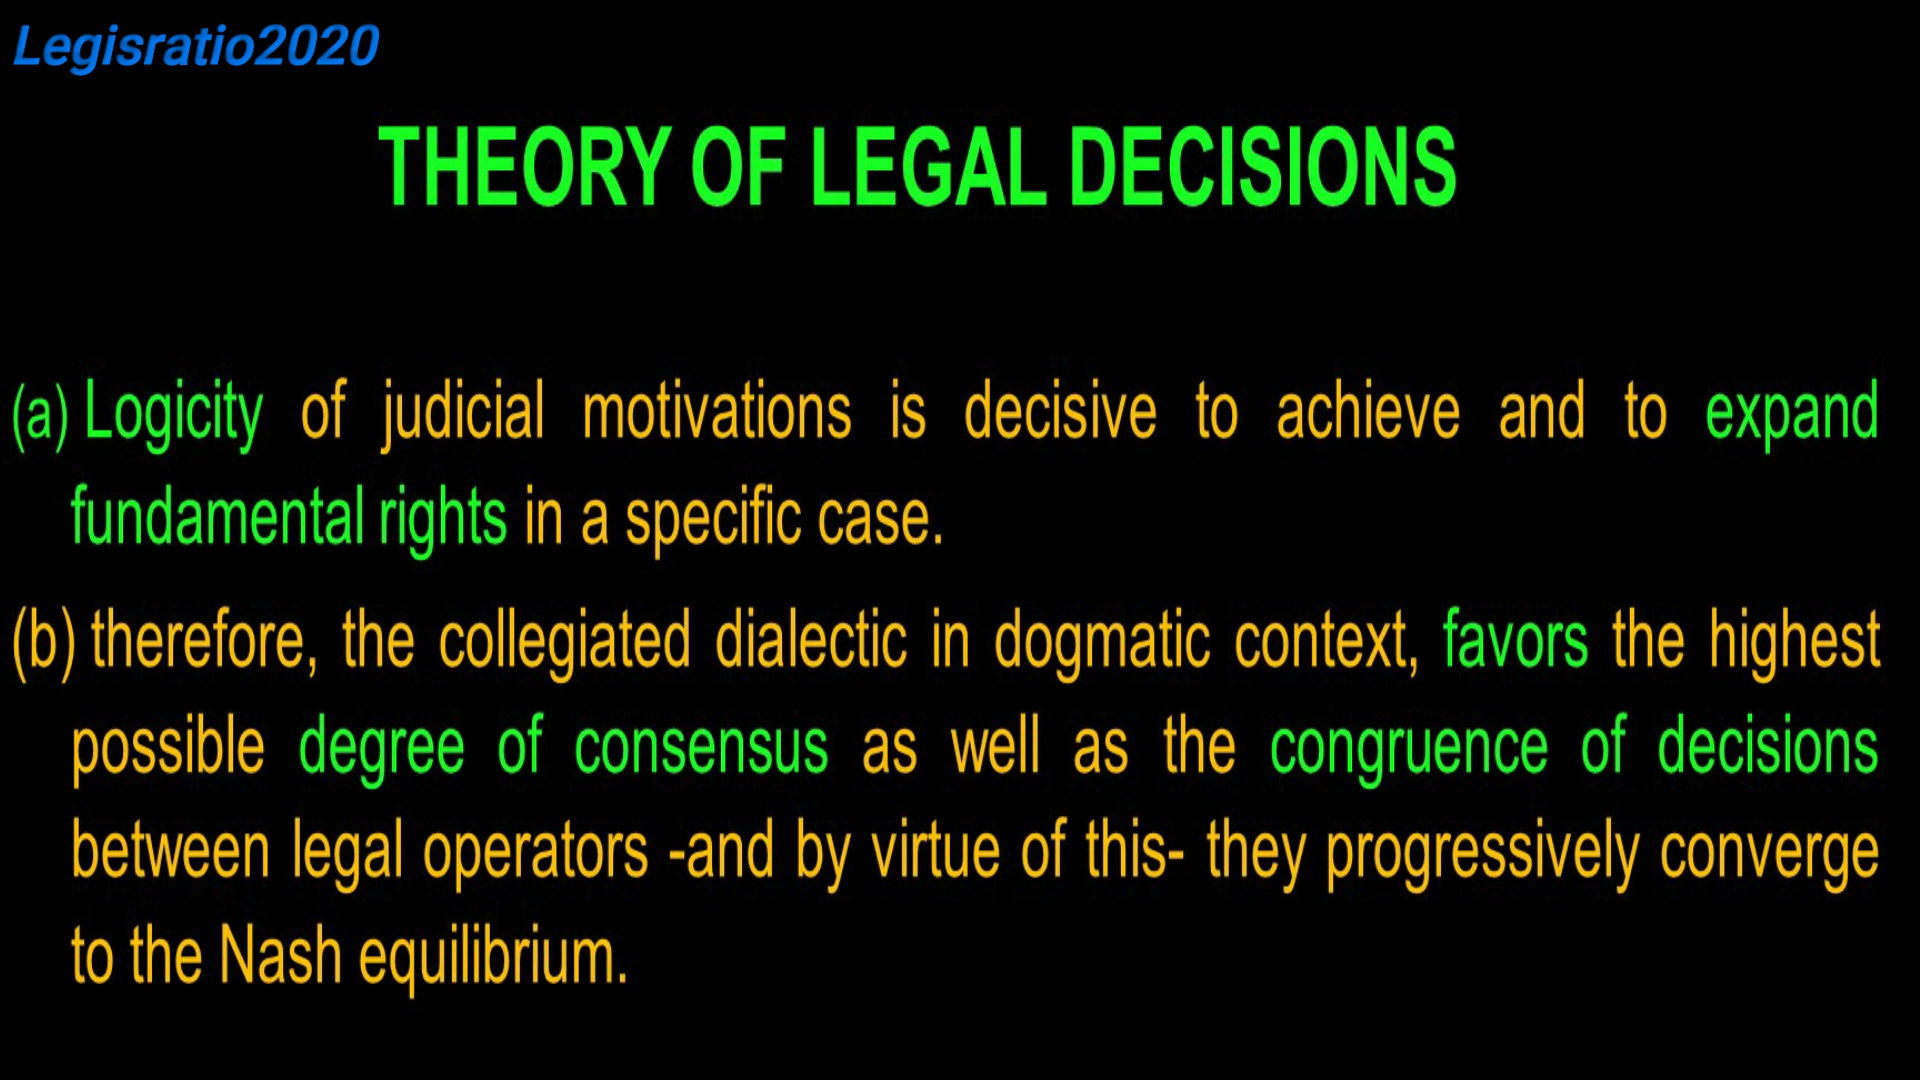 Legisratio2020
THEORY OF LEGAL DECISIONS
(a) Logicity of judicial motivations is decisive to achieve and to expand
fundamental rights in a specific case.
(b) therefore, the collegiated dialectic in dogmatic context, favors the highest
possible degree of consensus as well as the congruence of decisions
between legal operators -and by virtue of this- they progressively converge
to the Nash equilibrium.